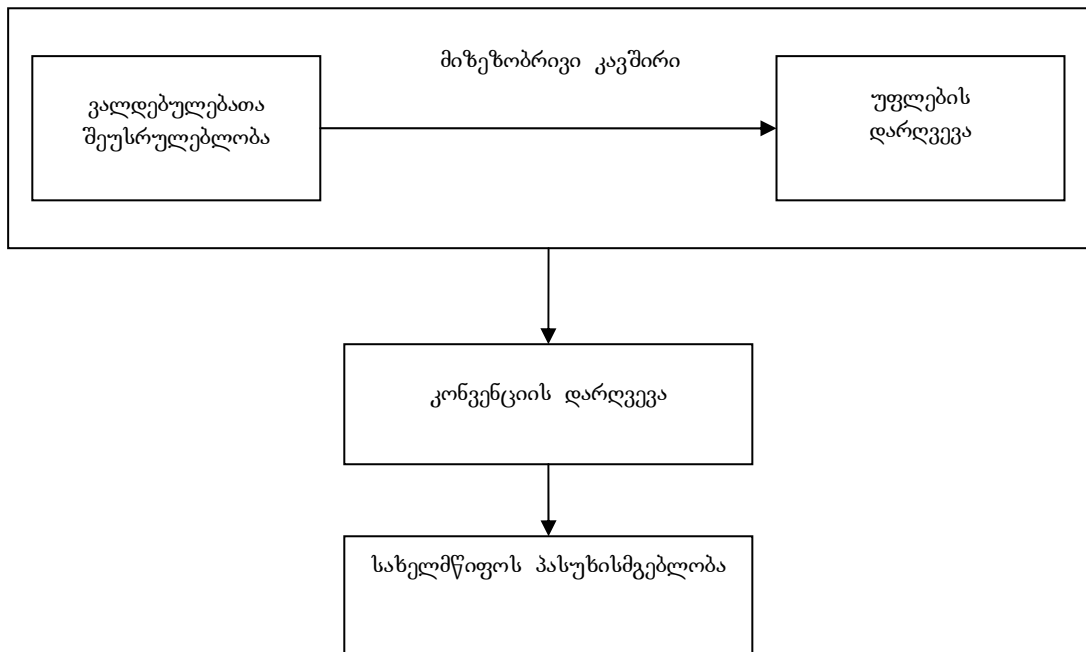 მიზეზობრივი კავშირი
ვალდებულებათა
შეუსრულებლობა
უფლების
დარღვევა
კონვენციის დარღვევა
სახელმწიფოს პასუხისმგებლობა